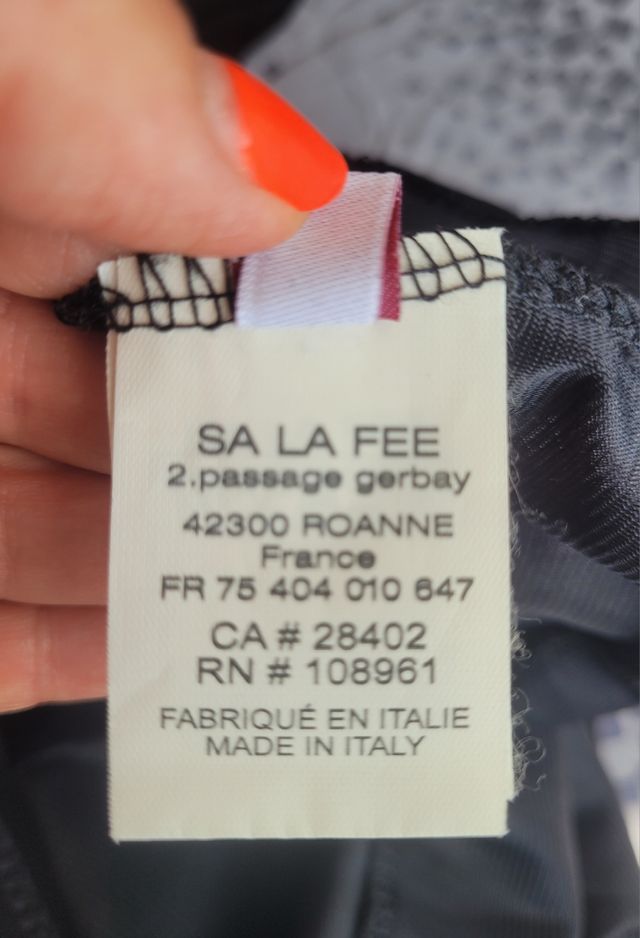 SA LA FEE
2.passage gerbay
42300 ROANNE
France
FR 75 404 010 647
CA # 28402
RN # 108961
FABRIQUÉ EN ITALIE
MADE IN ITALY